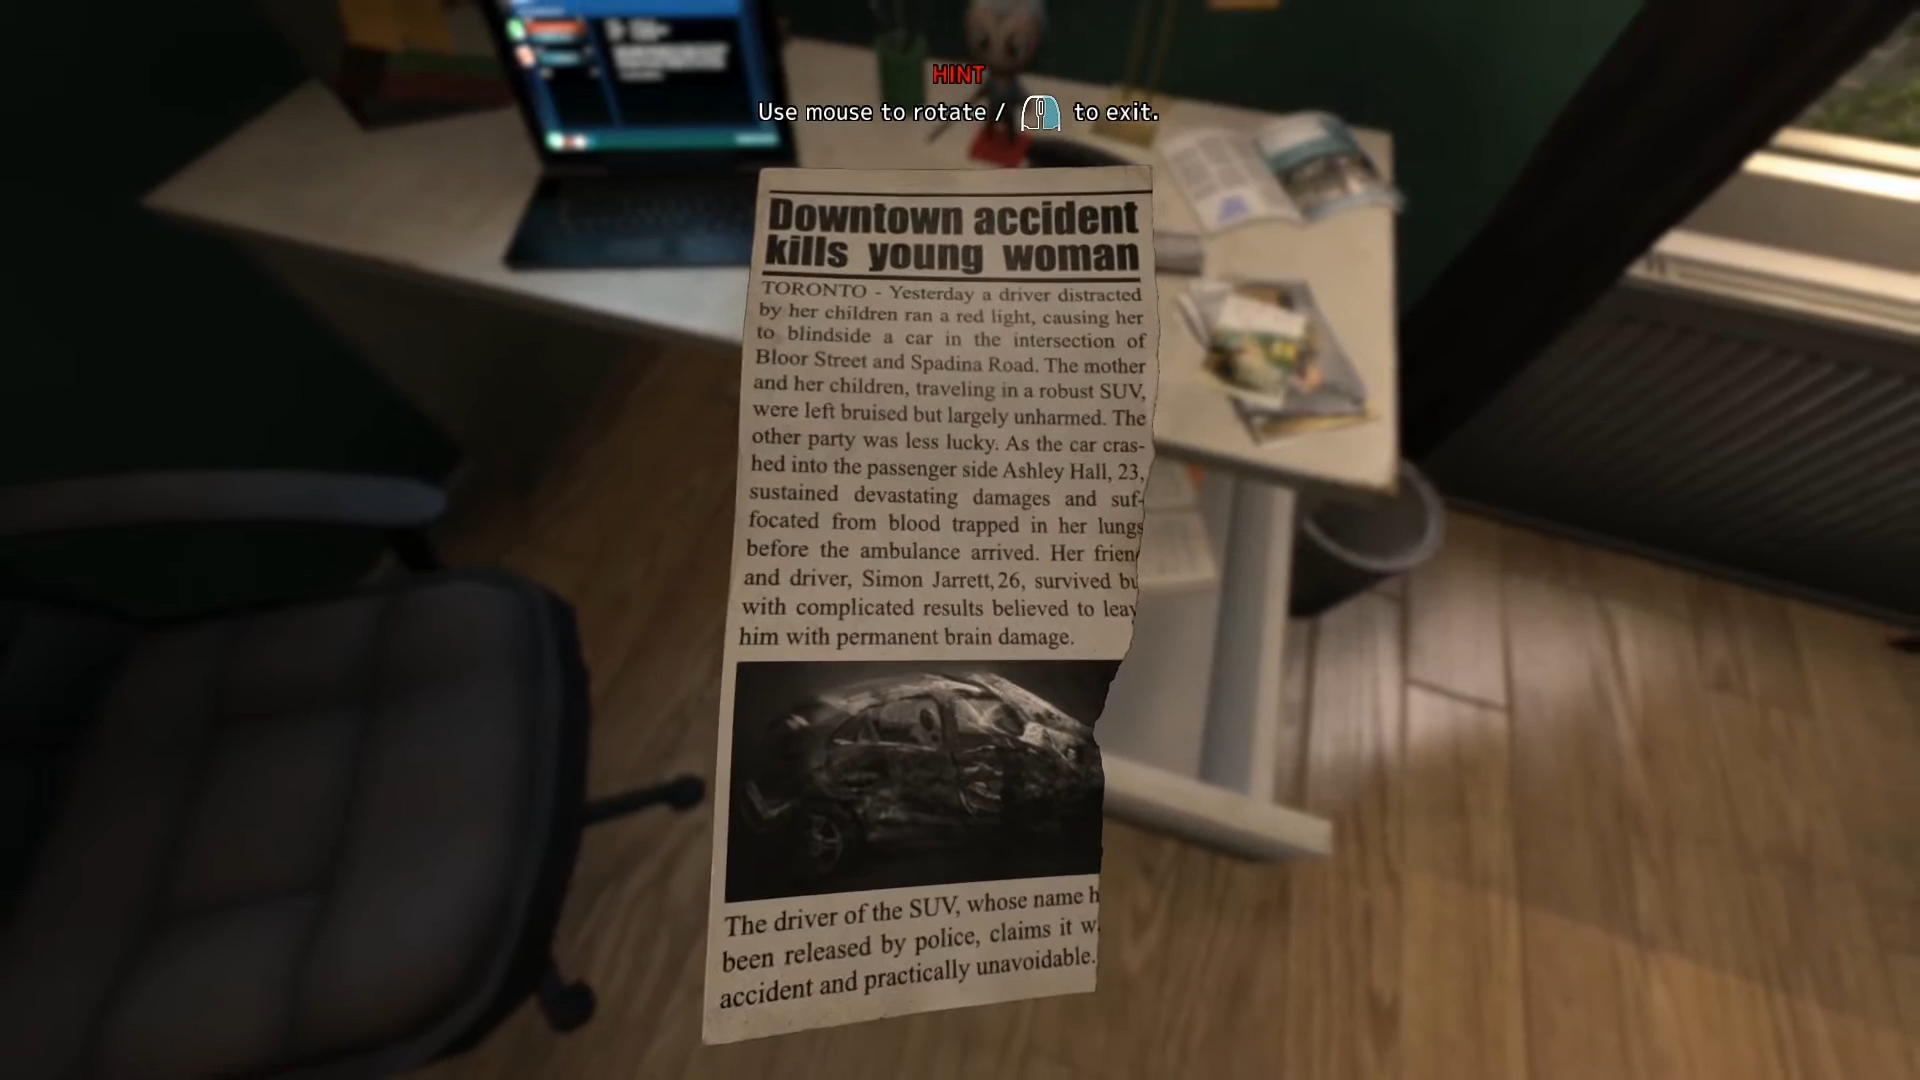 HINT
Use mouse to rotate / to exit.
Downtown accident
kills young woman
TORONTO - Yesterday a driver distracted
by her children ran a red light, causing her
to blindside a car in the intersection of
Bloor Street and Spadina Road. The mother
and her children, traveling in a robust SUV,
were left bruised but largely unharmed. The
other party was less lucky. As the car cras-
hed into the passenger side Ashley Hall, 23,
sustained devastating damages and suf-
focated from blood trapped in her lungs
before the ambulance arrived. Her frien
and driver, Simon Jarrett, 26, survived bu
with complicated results believed to leav
him with permanent brain damage.
The driver of the SUV, whose name h
been released by police, claims it w
accident and practically unavoidable.